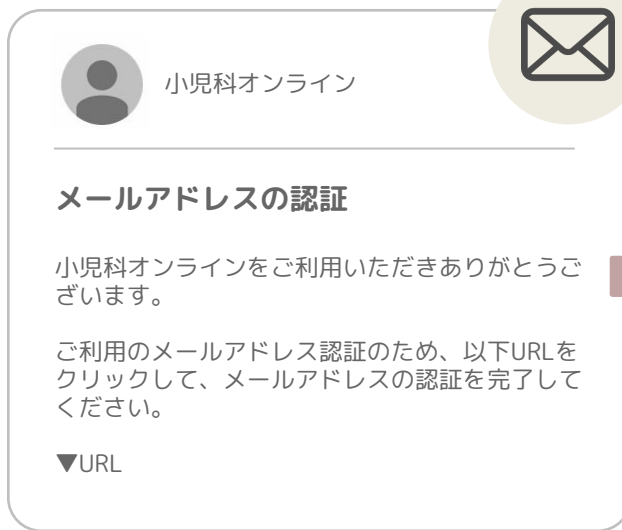 小児科オンライン
メールアドレスの認証
小児科オンラインをご利用いただきありがとうご
ざいます。
ご利用のメールアドレス認証のため、以下URLを
クリックして、メールアドレスの認証を完了して
ください。
▼URL